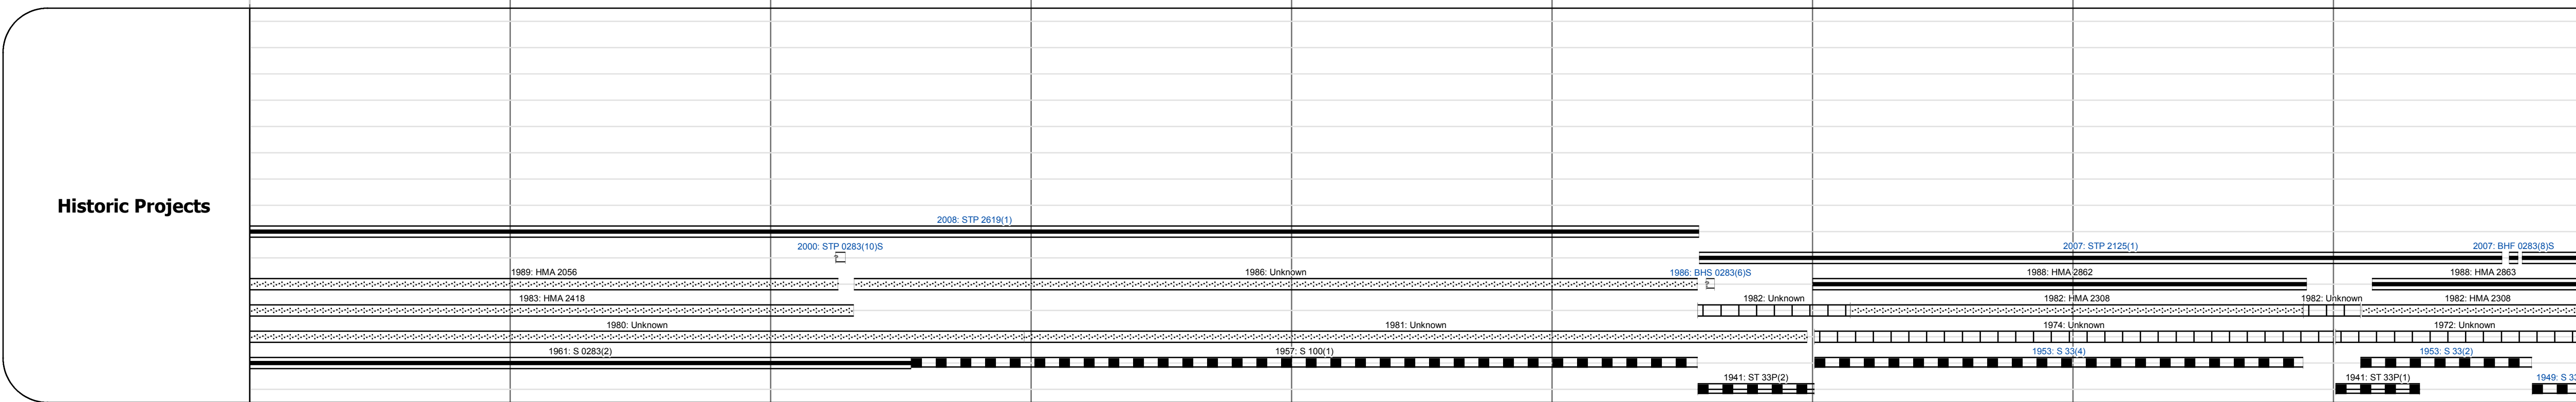 Historic Projects
2008: STP 2619(1)
2000: STP 0283(10)S
2007: STP 2125(1)
2007: BHF 0283(8)S
?
1989: HMA 2056
1986: Unknown
1986: BHS 0283(6)S
1988: HMA 2862
1988: HMA 2863
?
1983: HMA 2418
1982: Unknown
1982: HMA 2308
1982: Unknown
1982: HMA 2308
1980: Unknown
1981: Unknown
1974: Unknown
1972: Unknown
1961: S 0283(2)
1957: S 100(1)
1953: S 33(4)
1953: S 33(2)
1941: ST 33P(2)
1941: ST 33P(1)
1949: S 33